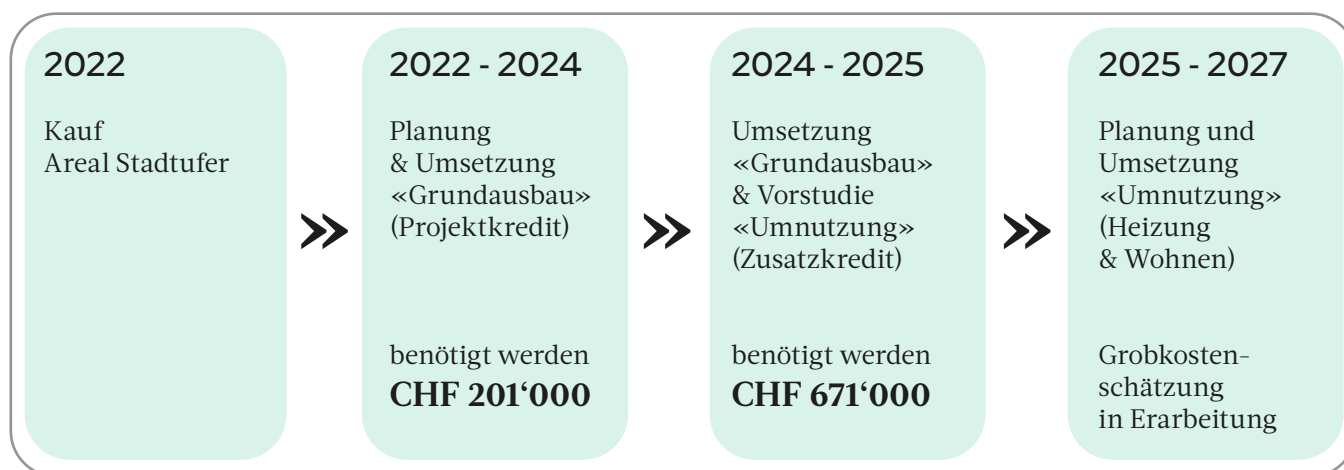 2022
Kauf
Areal Stadtufer
»
2022 - 2024
Planung
& Umsetzung
«Grundausbau»
(Projektkredit)
benötigt werden
CHF 201‘000
»
2024 - 2025
Umsetzung
«Grundausbau»
& Vorstudie
«Umnutzung»
(Zusatzkredit)
benötigt werden
CHF 671‘000
»
2025 - 2027
Planung und
Umsetzung
«Umnutzung»
(Heizung
& Wohnen)
Grobkosten-
schätzung
in Erarbeitung